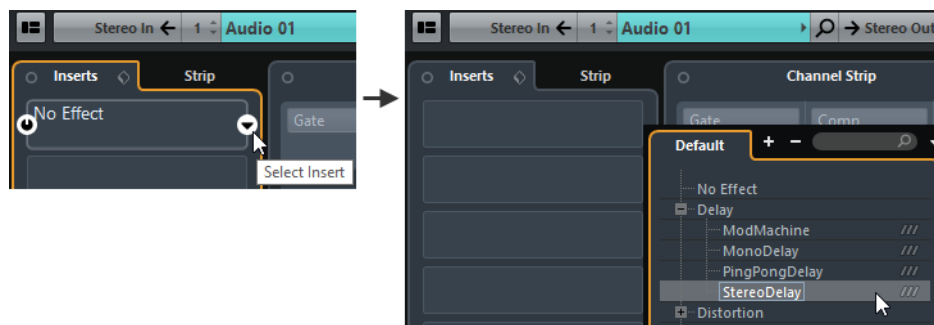 Stereo In ← 1 Audio 01
Inserts Strip
No Effect
Gate
Select Insert
Stereo In ← 1 Audio 01 → Stereo Out
Inserts Strip Channel Strip
Gate Comp
Default + -
No Effect
Delay
ModMachine
MonoDelay
PingPongDelay
StereoDelay
Distortion